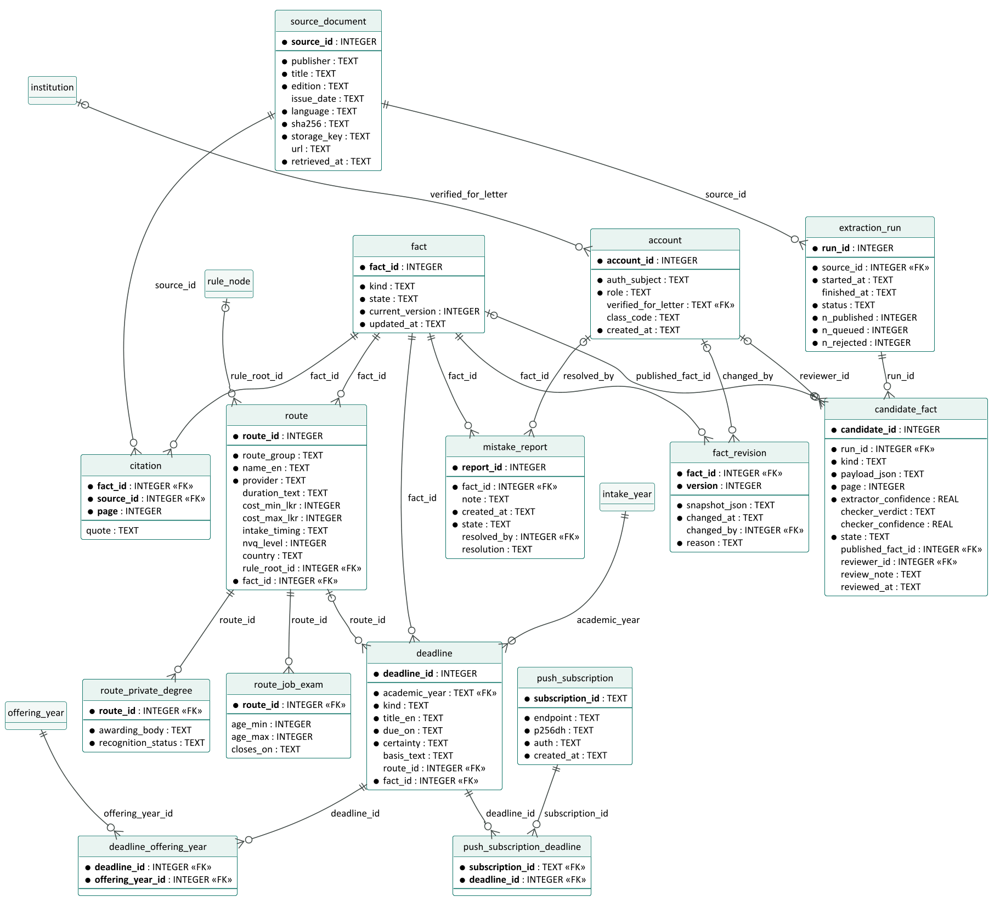 source_document
● source_id : INTEGER
● publisher : TEXT
● title : TEXT
● edition : TEXT
issue_date : TEXT
● language : TEXT
● sha256 : TEXT
● storage_key : TEXT
url : TEXT
● retrieved_at : TEXT
institution
verified_for_letter
source_id
extraction_run
● run_id : INTEGER
● source_id : INTEGER «FK»
● started_at : TEXT
finished_at : TEXT
● status : TEXT
● n_published : INTEGER
● n_queued : INTEGER
● n_rejected : INTEGER
account
● account_id : INTEGER
● auth_subject : TEXT
● role : TEXT
verified_for_letter : TEXT «FK»
class_code : TEXT
● created_at : TEXT
fact
● fact_id : INTEGER
● kind : TEXT
● state : TEXT
● current_version : INTEGER
● updated_at : TEXT
rule_node
source_id
rule_root_id
fact_id
fact_id
fact_id
fact_id
resolved_by
published_fact_id
changed_by
reviewer_id
run_id
route
● route_id : INTEGER
● route_group : TEXT
● name_en : TEXT
● provider : TEXT
duration_text : TEXT
cost_min_lkr : INTEGER
cost_max_lkr : INTEGER
intake_timing : TEXT
nvq_level : INTEGER
country : TEXT
rule_root_id : INTEGER «FK»
● fact_id : INTEGER «FK»
citation
● fact_id : INTEGER «FK»
● source_id : INTEGER «FK»
● page : INTEGER
quote : TEXT
mistake_report
● report_id : INTEGER
● fact_id : INTEGER «FK»
note : TEXT
● created_at : TEXT
● state : TEXT
resolved_by : INTEGER «FK»
resolution : TEXT
fact_revision
● fact_id : INTEGER «FK»
● version : INTEGER
● snapshot_json : TEXT
● changed_at : TEXT
changed_by : INTEGER «FK»
● reason : TEXT
candidate_fact
● candidate_id : INTEGER
● run_id : INTEGER «FK»
● kind : TEXT
● payload_json : TEXT
● page : INTEGER
● extractor_confidence : REAL
checker_verdict : TEXT
checker_confidence : REAL
● state : TEXT
published_fact_id : INTEGER «FK»
reviewer_id : INTEGER «FK»
review_note : TEXT
reviewed_at : TEXT
intake_year
fact_id
route_id
route_id
route_id
academic_year
deadline
● deadline_id : INTEGER
● academic_year : TEXT «FK»
● kind : TEXT
● title_en : TEXT
● due_on : TEXT
● certainty : TEXT
basis_text : TEXT
route_id : INTEGER «FK»
● fact_id : INTEGER «FK»
route_private_degree
● route_id : INTEGER «FK»
● awarding_body : TEXT
● recognition_status : TEXT
route_job_exam
● route_id : INTEGER «FK»
age_min : INTEGER
age_max : INTEGER
closes_on : TEXT
push_subscription
● subscription_id : TEXT
● endpoint : TEXT
● p256dh : TEXT
● auth : TEXT
● created_at : TEXT
offering_year
offering_year_id
deadline_id
deadline_id
subscription_id
deadline_offering_year
● deadline_id : INTEGER «FK»
● offering_year_id : INTEGER «FK»
push_subscription_deadline
● subscription_id : TEXT «FK»
● deadline_id : INTEGER «FK»